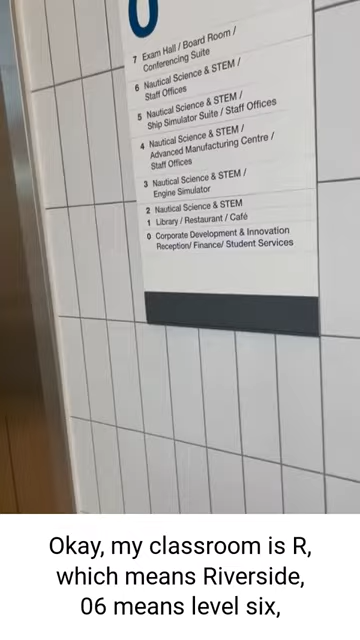 0
7 Exam Hall / Board Room /
Conferencing Suite
6 Nautical Science & STEM /
Staff Offices
5 Nautical Science & STEM /
Ship Simulator Suite / Staff Offices
4 Nautical Science & STEM /
Advanced Manufacturing Centre /
Staff Offices
3 Nautical Science & STEM /
Engine Simulator
2 Nautical Science & STEM
1 Library / Restaurant / Café
0 Corporate Development & Innovation
Reception/ Finance/ Student Services
Okay, my classroom is R,
which means Riverside,
06 means level six,